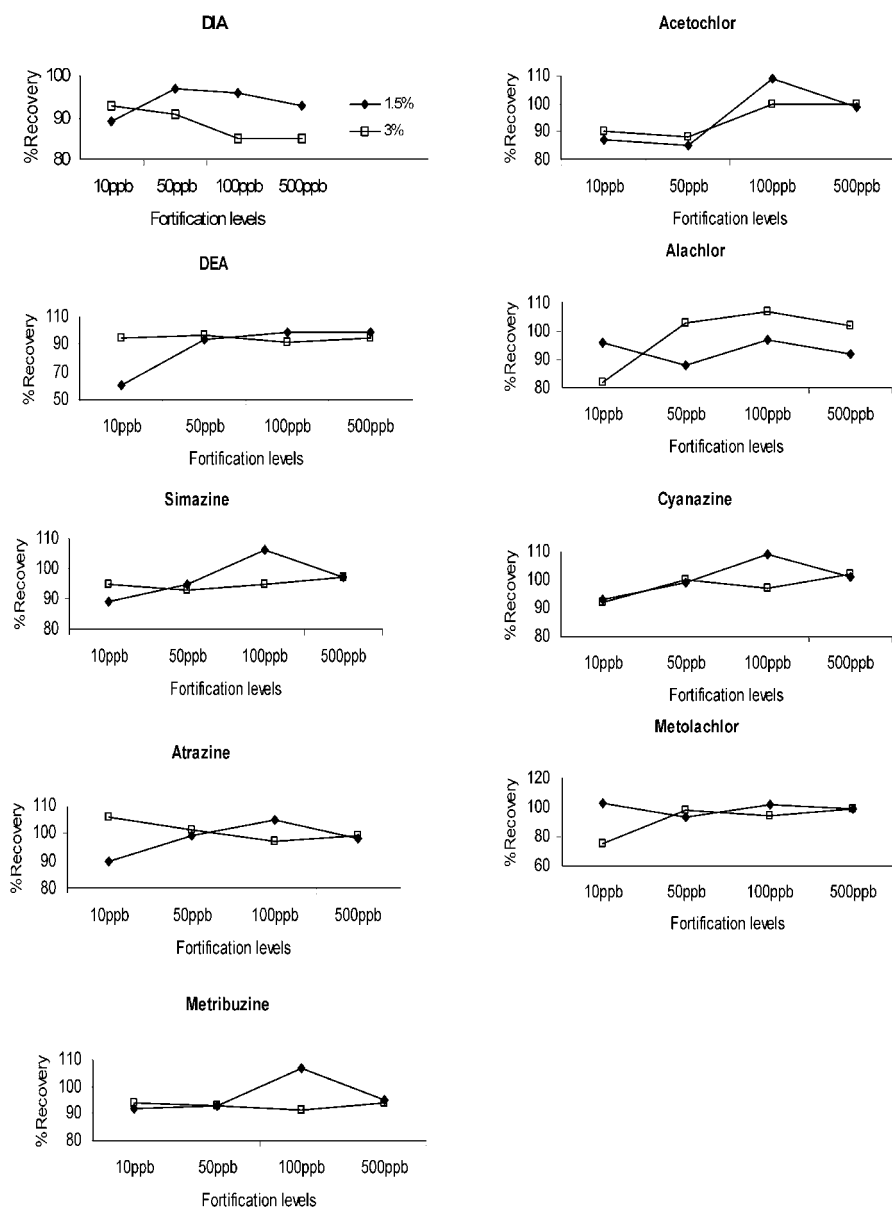 DIA
100
90
80
%Recovery
1.5%
3%
10ppb 50ppb 100ppb 500ppb
Fortification levels
Acetochlor
110
100
90
80
%Recovery
10ppb 50ppb 100ppb 500ppb
Fortification levels
DEA
110
90
70
50
%Recovery
10ppb 50ppb 100ppb 500ppb
Fortification levels
Alachlor
110
100
90
80
%Recovery
10ppb 50ppb 100ppb 500ppb
Fortification levels
Simazine
110
100
90
80
%Recovery
10ppb 50ppb 100ppb 500ppb
Fortification levels
Cyanazine
110
100
90
80
%Recovery
10ppb 50ppb 100ppb 500ppb
Fortification levels
Atrazine
110
100
90
80
%Recovery
10ppb 50ppb 100ppb 500ppb
Fortification levels
Metolachlor
120
100
80
60
%Recovery
10ppb 50ppb 100ppb 500ppb
Fortification levels
Metribuzine
110
100
90
80
%Recovery
10ppb 50ppb 100ppb 500ppb
Fortification levels